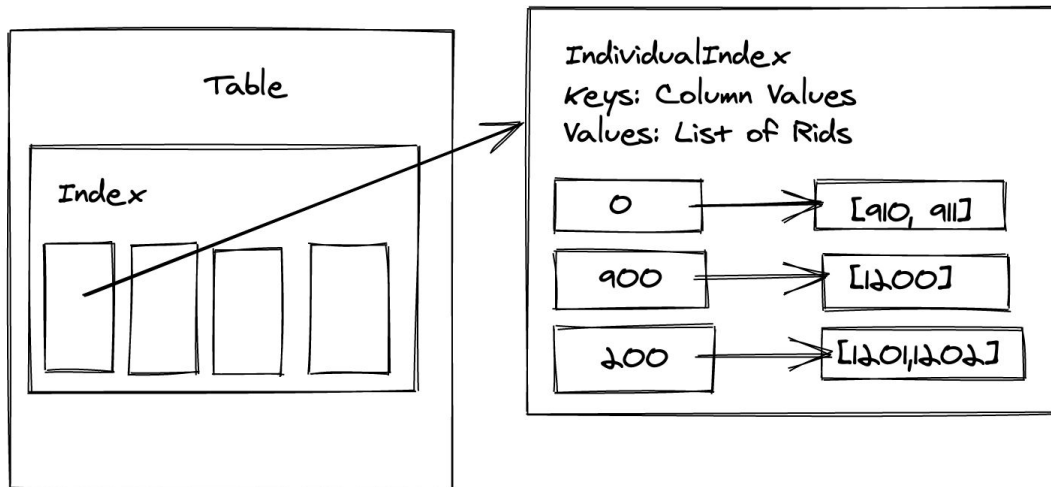 Table
Index
IndividualIndex
Keys: Column Values
Values: List of Rids
0
[910, 911]
900
[1200]
200
[1201,1202]